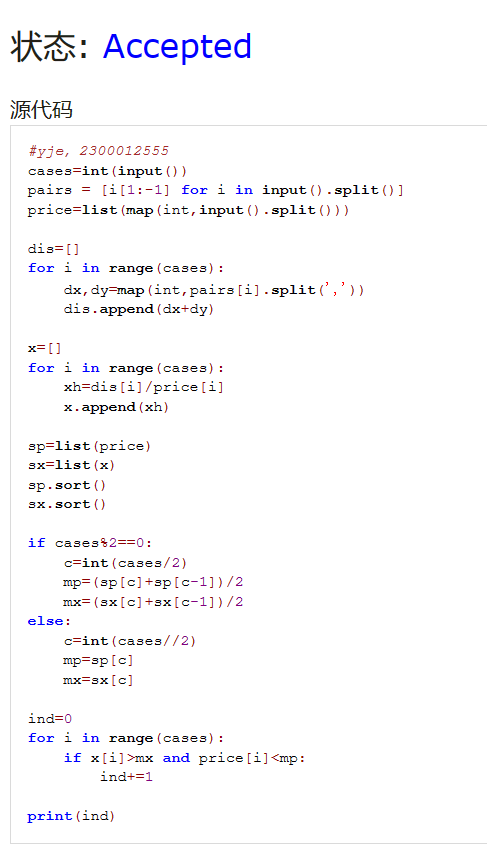 状态: Accepted
源代码
#yje, 2300012555
cases=int(input())
pairs = [i[1:-1] for i in input().split()]
price=list(map(int,input().split()))
dis=[]
for i in range(cases):
    dx,dy=map(int,pairs[i].split(','))
    dis.append(dx+dy)
x=[]
for i in range(cases):
    xh=dis[i]/price[i]
    x.append(xh)
sp=list(price)
sx=list(x)
sp.sort()
sx.sort()
if cases%2==0:
    c=int(cases/2)
    mp=(sp[c]+sp[c-1])/2
    mx=(sx[c]+sx[c-1])/2
else:
    c=int(cases//2)
    mp=sp[c]
    mx=sx[c]
ind=0
for i in range(cases):
    if x[i]>mx and price[i]<mp:
        ind+=1
print(ind)